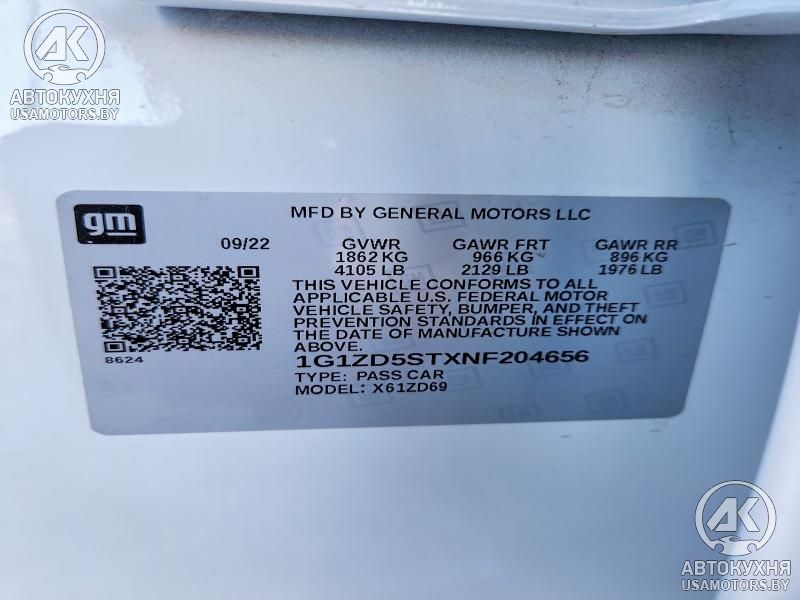 AK
АВТОКУХНЯ
USAMOTORS.BY
gm
MFD BY GENERAL MOTORS LLC
09/22 GVWR GAWR FRT GAWR RR
1862 KG 966 KG 896 KG
4105 LB 2129 LB 1976 LB
THIS VEHICLE CONFORMS TO ALL
APPLICABLE U.S. FEDERAL MOTOR
VEHICLE SAFETY, BUMPER, AND THEFT
PREVENTION STANDARDS IN EFFECT ON
THE DATE OF MANUFACTURE SHOWN
ABOVE.
8624
1G1ZD5STXNF204656
TYPE: PASS CAR
MODEL: X61ZD69
AK
АВТОКУХНЯ
USAMOTORS.BY